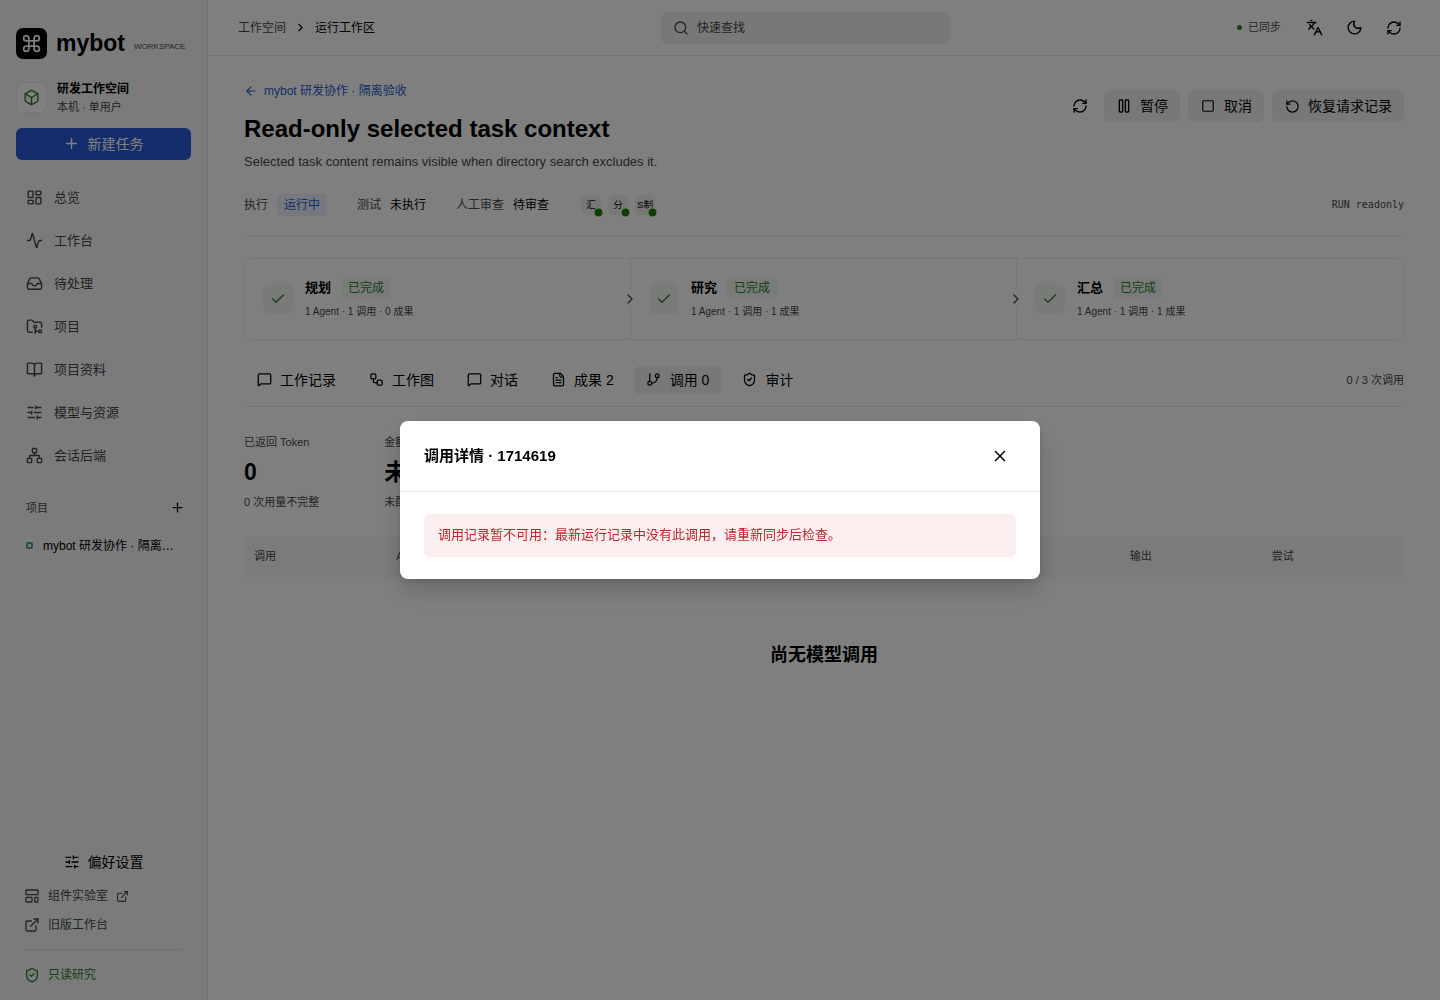 mybot WORKSPACE
研发工作空间
本机 · 单用户
新建任务
总览
工作台
待处理
项目
项目资料
模型与资源
会话后端
项目
mybot 研发协作 · 隔离…
偏好设置
组件实验室
旧版工作台
只读研究
工作空间 运行工作区
快速查找
已同步
mybot 研发协作 · 隔离验收
Read-only selected task context
Selected task content remains visible when directory search excludes it.
暂停 取消 恢复请求记录
执行 运行中 测试 未执行 人工审查 待审查 汇 分 S制
RUN readonly
规划 已完成
1 Agent · 1 调用 · 0 成果
研究 已完成
1 Agent · 1 调用 · 1 成果
汇总 已完成
1 Agent · 1 调用 · 1 成果
工作记录 工作图 对话 成果 2 调用 0 审计
0 / 3 次调用
已返回 Token
0
0 次用量不完整
调用详情 · 1714619
调用记录暂不可用：最新运行记录中没有此调用，请重新同步后检查。
调用 输出 尝试
尚无模型调用